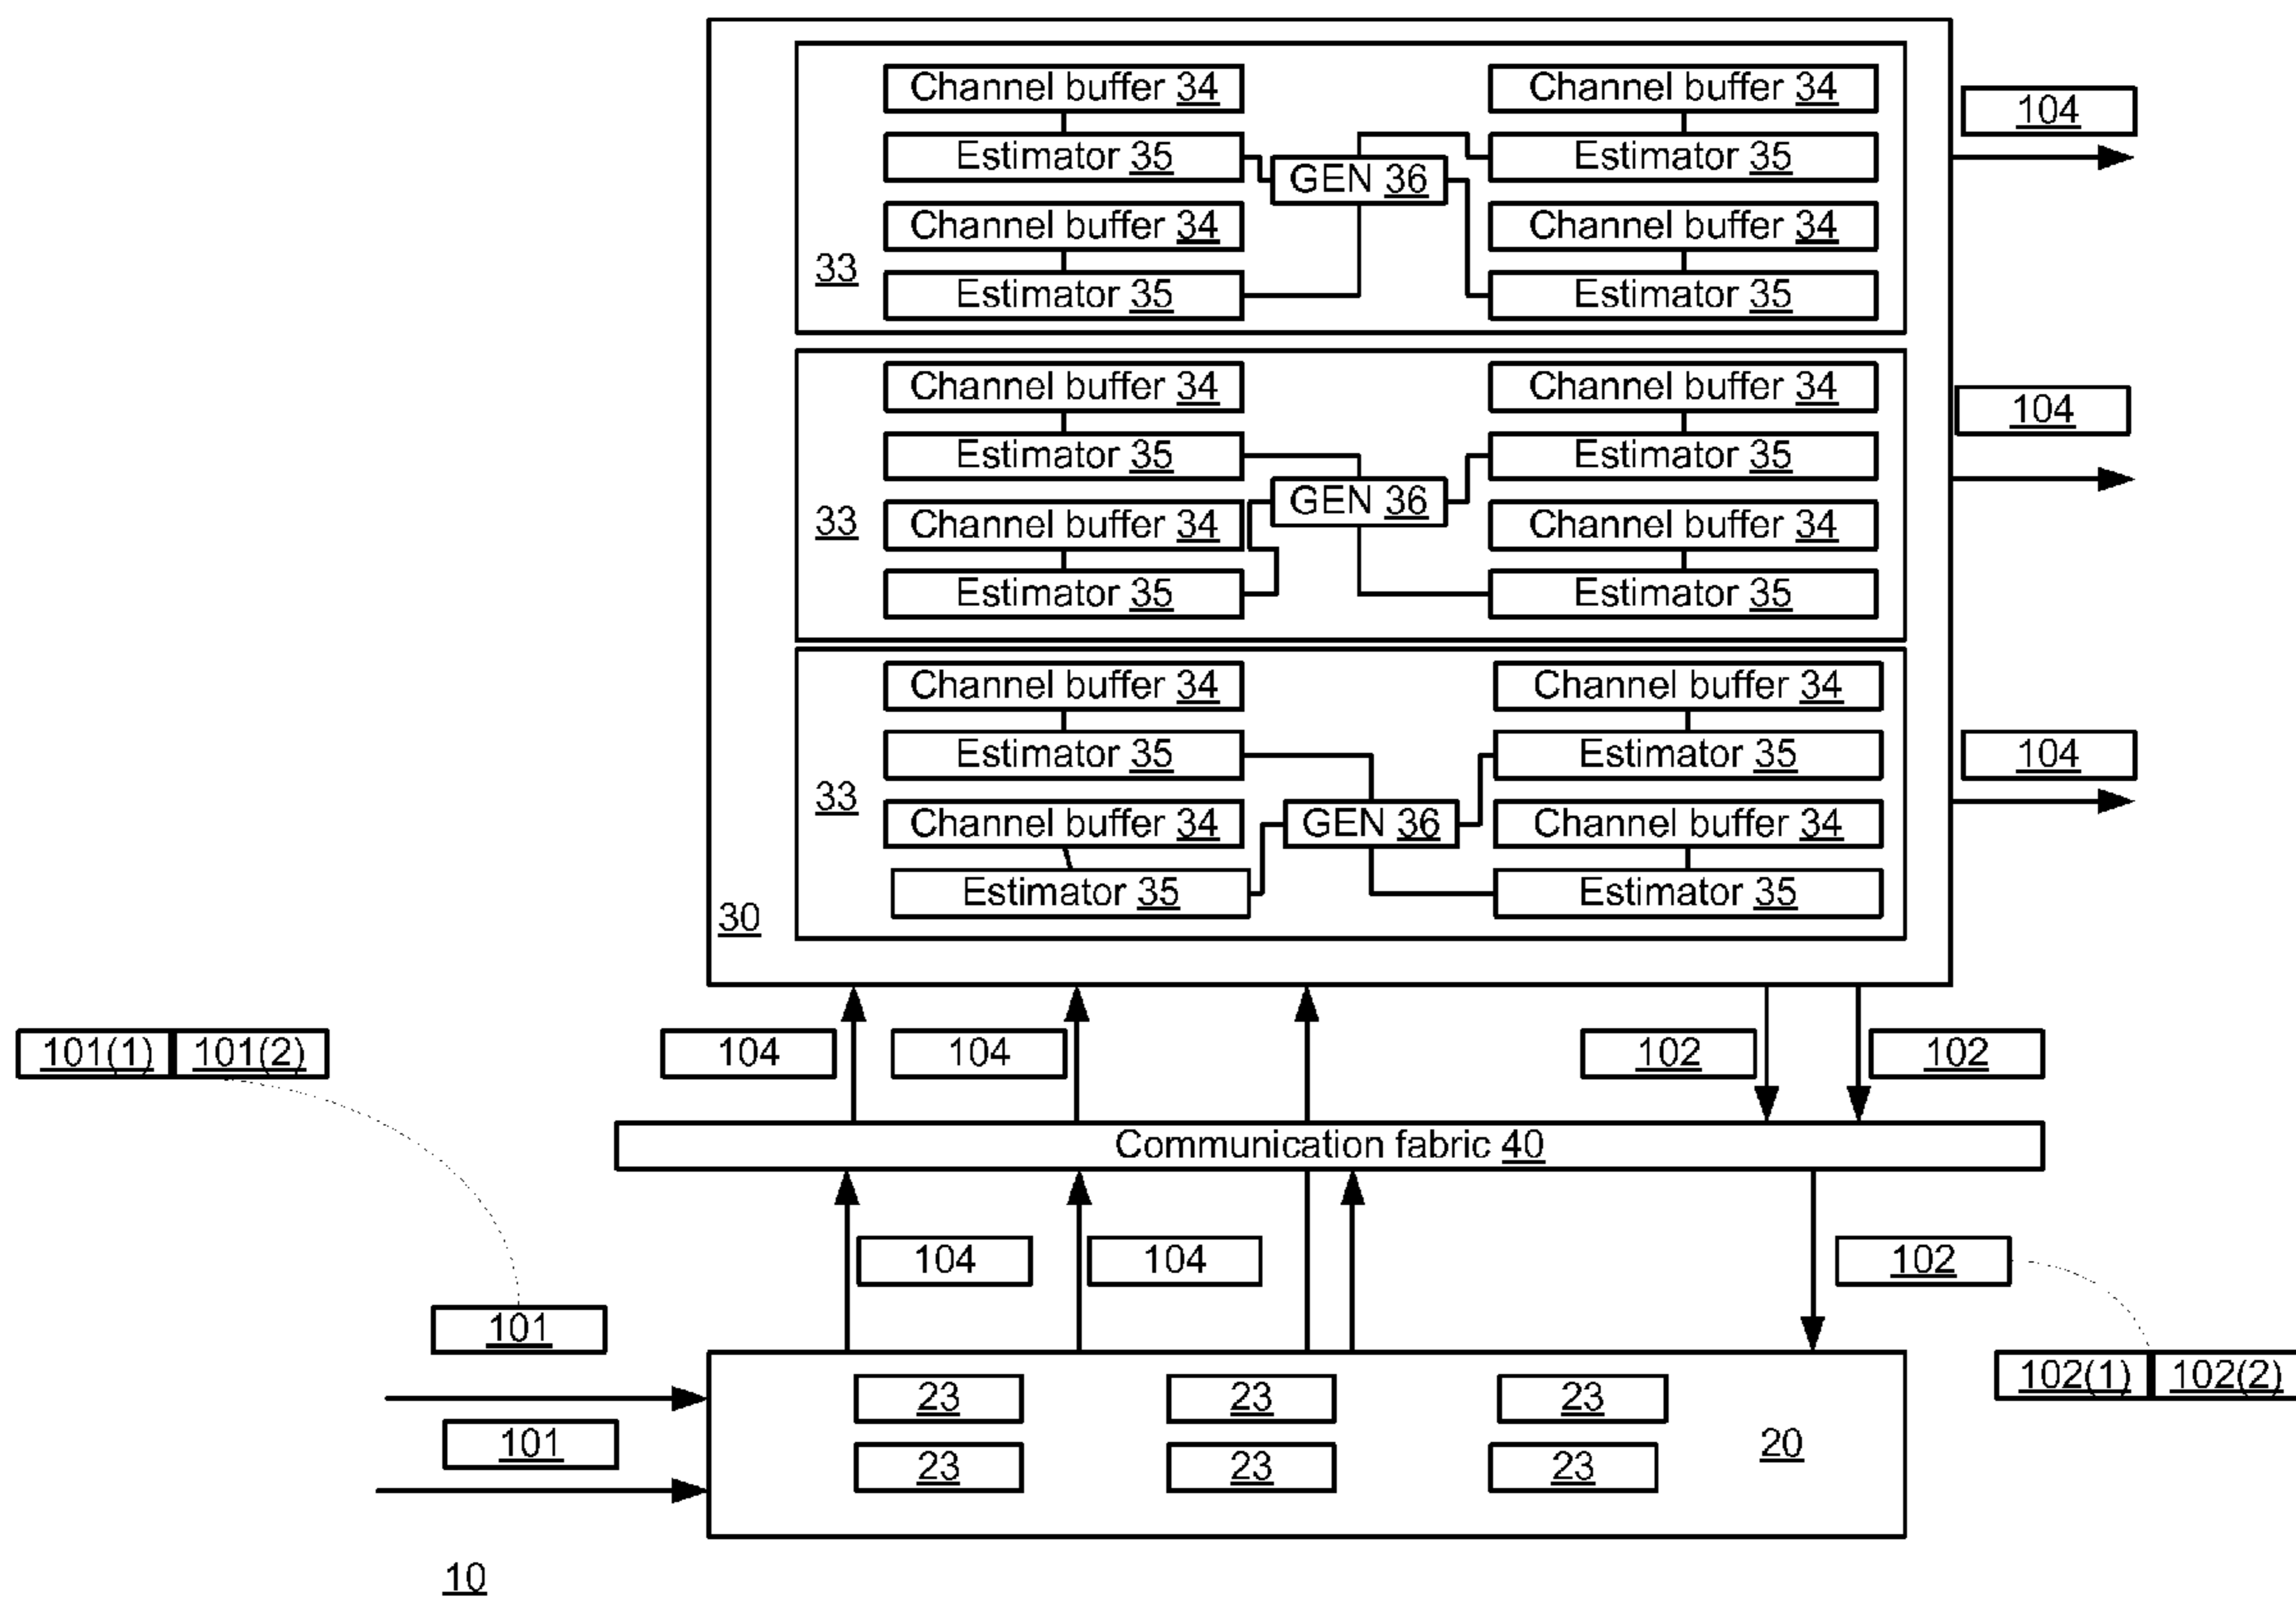 Channel buffer 34
Channel buffer 34
104
Estimator 35
Estimator 35
GEN 36
Channel buffer 34
Channel buffer 34
33
Estimator 35
Estimator 35
Channel buffer 34
Channel buffer 34
104
Estimator 35
Estimator 35
GEN 36
33
Channel buffer 34
Channel buffer 34
Estimator 35
Estimator 35
Channel buffer 34
Channel buffer 34
Estimator 35
Estimator 35
104
33
Channel buffer 34
GEN 36
Channel buffer 34
Estimator 35
Estimator 35
30
101(1) 101(2)
104
104
102
102
Communication fabric 40
104
104
102
101
102(1) 102(2)
23
23
23
101
20
23
23
23
10